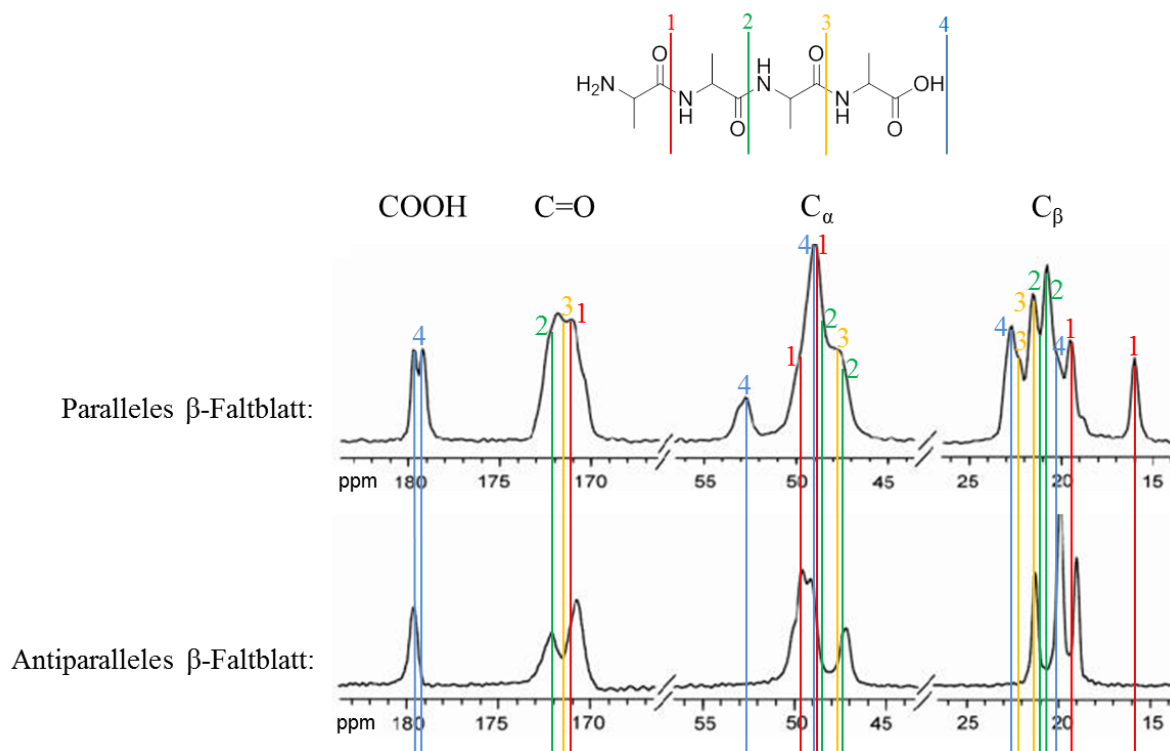 1 2 3 4
O H O
H₂N N N OH
N N
H H
O O
COOH C=O Cα Cβ
4 2 3 1 4 1 4 1 2 3 2 4 3 3 2 2 4 1 1
Paralleles β-Faltblatt:
ppm 180 175 170 55 50 45 25 20 15
Antiparalleles β-Faltblatt:
ppm 180 175 170 55 50 45 25 20 15